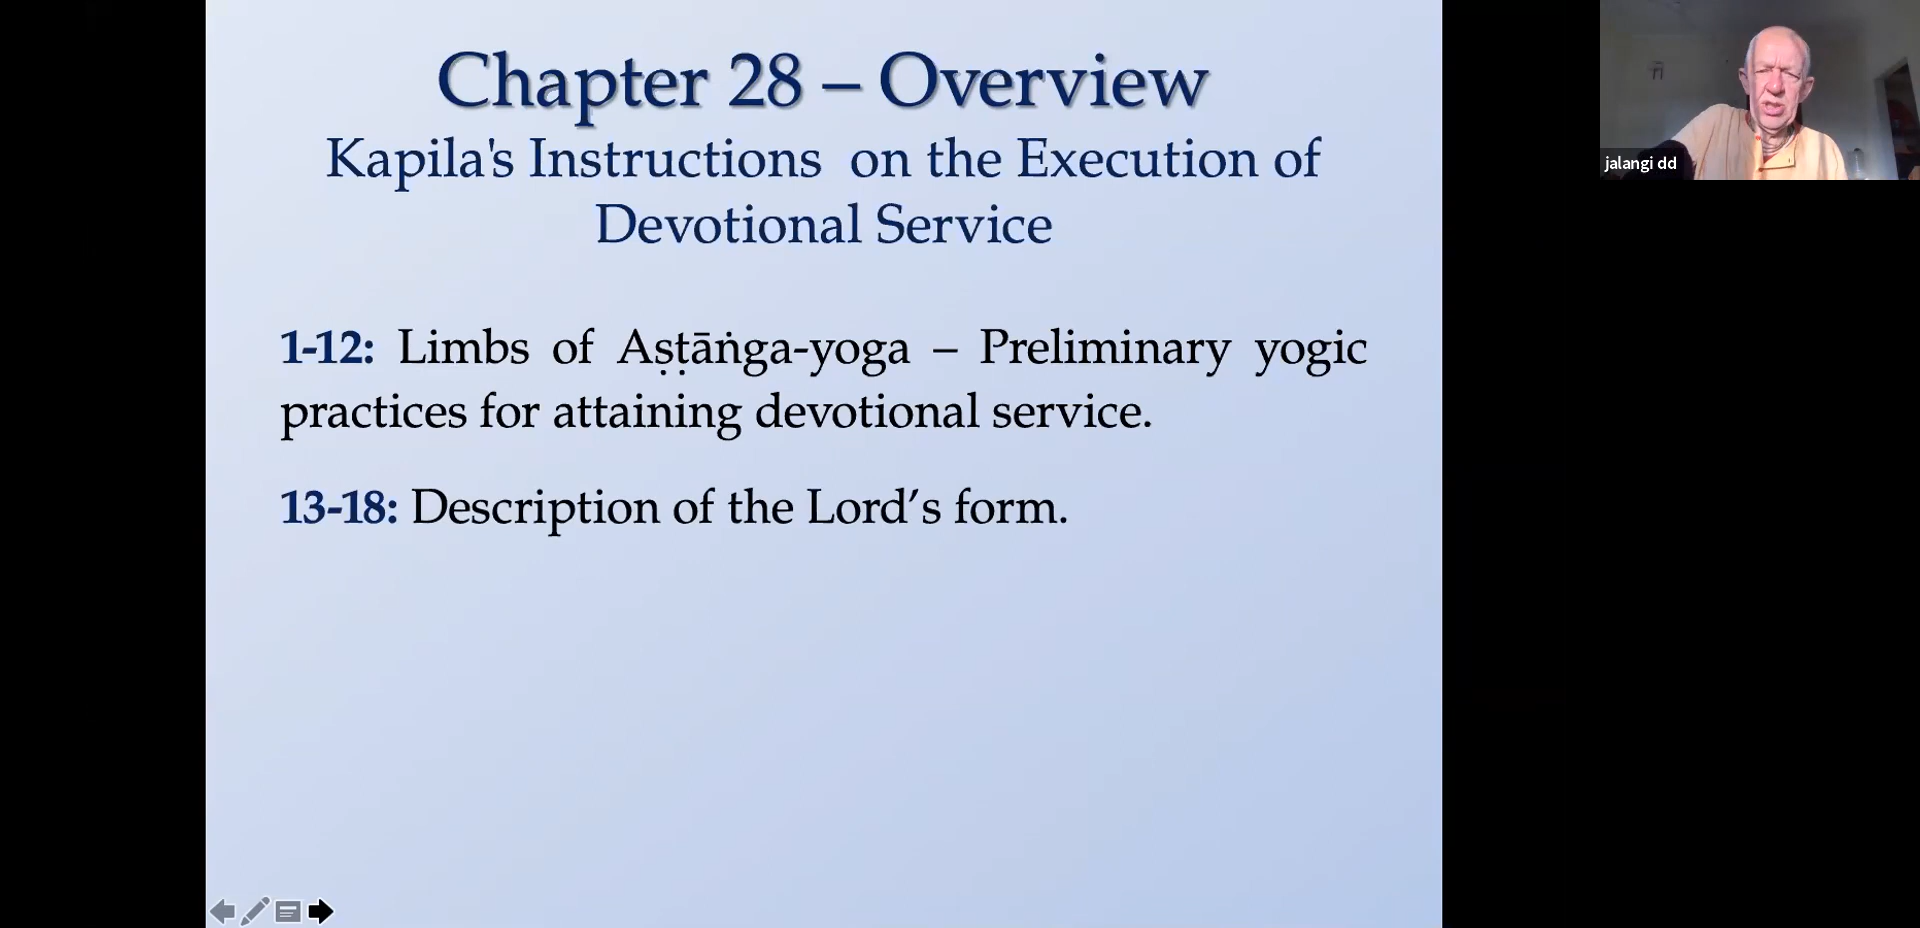 Chapter 28 – Overview
Kapila's Instructions on the Execution of
Devotional Service
1-12: Limbs of Aṣṭāṅga-yoga – Preliminary yogic
practices for attaining devotional service.
13-18: Description of the Lord’s form.
jalangi dd